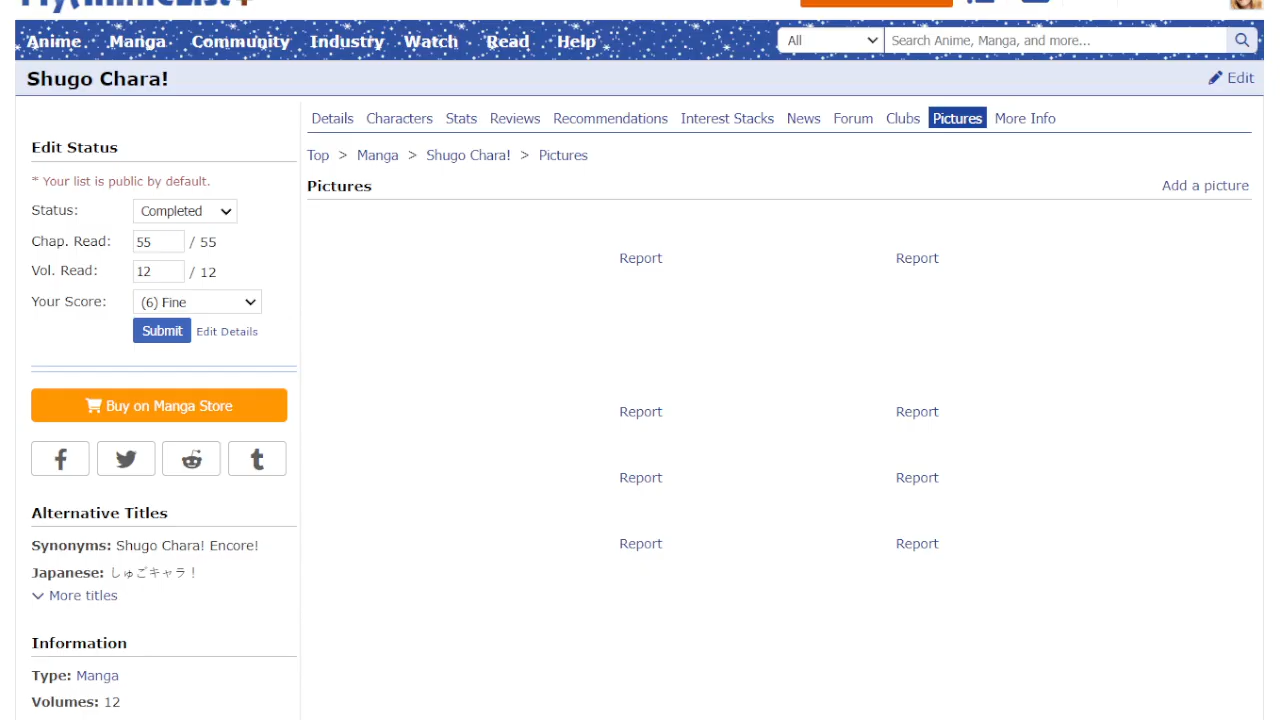 Anime Manga Community Industry Watch Read Help All Search Anime, Manga, and more...
Shugo Chara! Edit
Details Characters Stats Reviews Recommendations Interest Stacks News Forum Clubs Pictures More Info
Top > Manga > Shugo Chara! > Pictures
Pictures Add a picture
Report Report
Report Report
Report Report
Report Report
Edit Status
* Your list is public by default.
Status: Completed
Chap. Read: 55 / 55
Vol. Read: 12 / 12
Your Score: (6) Fine
Submit Edit Details
Buy on Manga Store
Alternative Titles
Synonyms: Shugo Chara! Encore!
Japanese: しゅごキャラ！
More titles
Information
Type: Manga
Volumes: 12